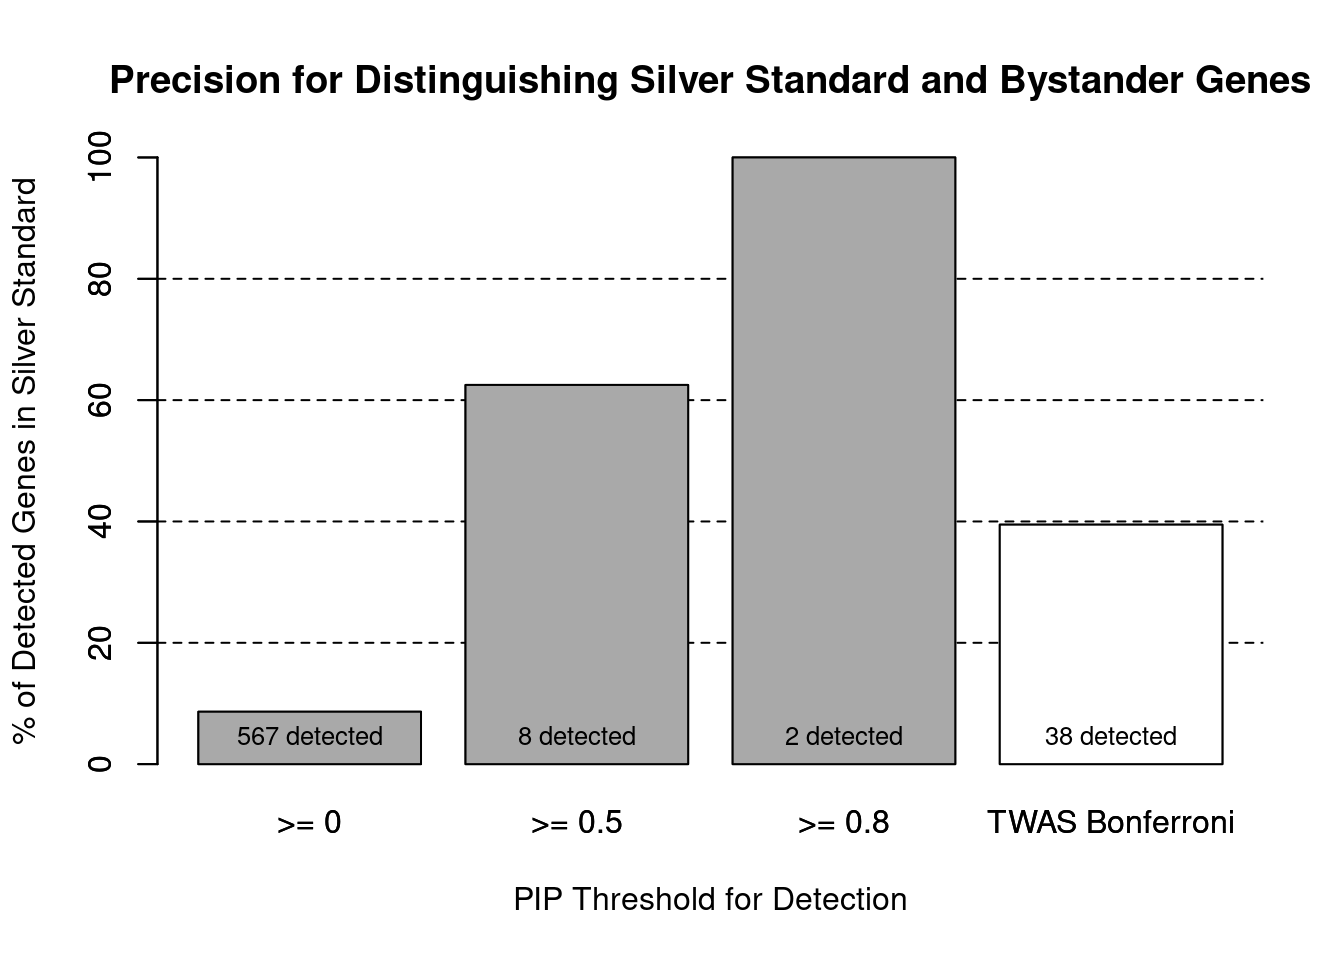 Precision for Distinguishing Silver Standard and Bystander Genes
% of Detected Genes in Silver Standard
100
80
60
40
20
0
567 detected
8 detected
2 detected
38 detected
>= 0
>= 0.5
>= 0.8
TWAS Bonferroni
PIP Threshold for Detection